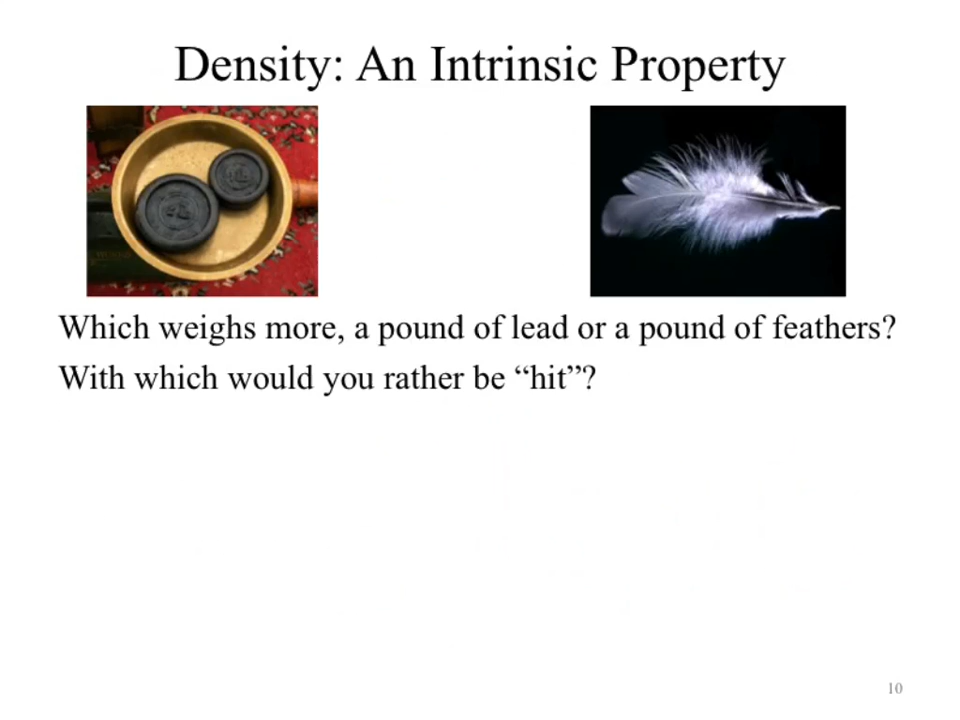 Density: An Intrinsic Property
Which weighs more, a pound of lead or a pound of feathers?
With which would you rather be “hit”?
10